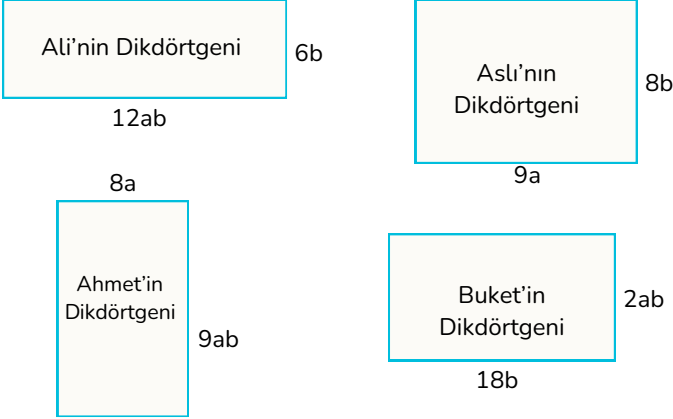 Ali’nin Dikdörtgeni
6b
12ab
Aslı’nın
Dikdörtgeni
8b
9a
8a
Ahmet’in
Dikdörtgeni
9ab
Buket’in
Dikdörtgeni
2ab
18b